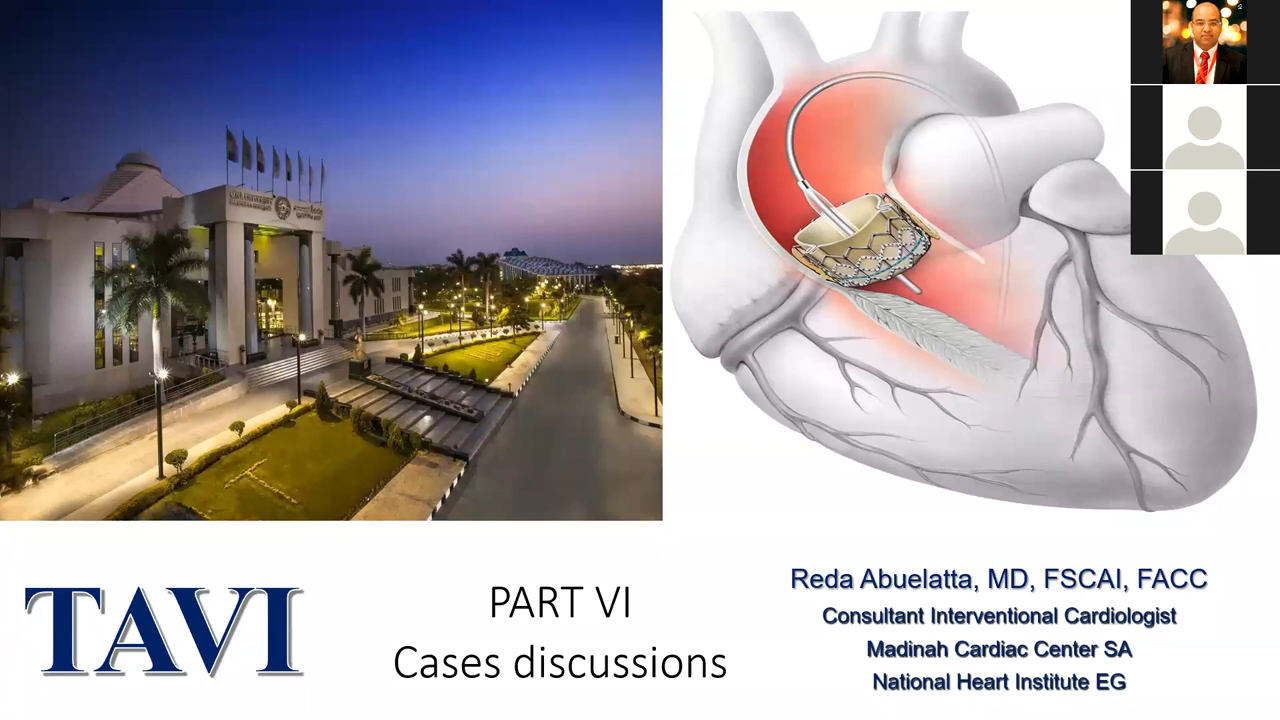 TAVI
PART VI
Cases discussions
Reda Abuelatta, MD, FSCAI, FACC
Consultant Interventional Cardiologist
Madinah Cardiac Center SA
National Heart Institute EG